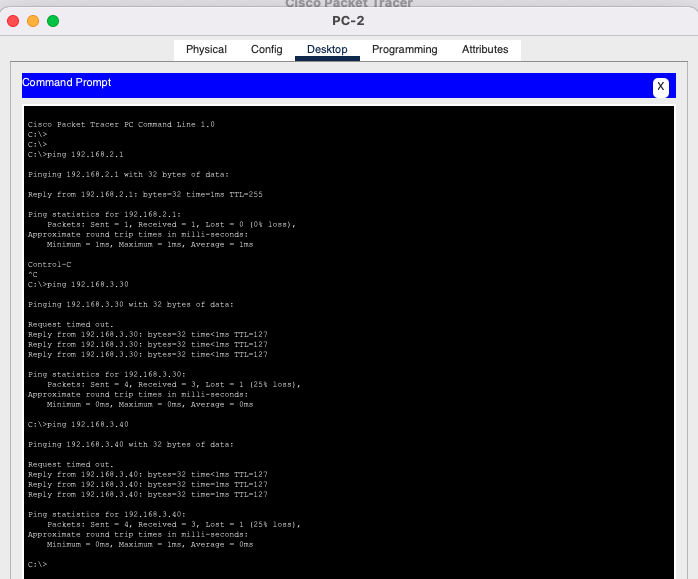 Cisco Packet Tracer
PC-2
Physical Config Desktop Programming Attributes
Command Prompt
X
Cisco Packet Tracer PC Command Line 1.0
C:\>
C:\>
C:\>ping 192.168.2.1
Pinging 192.168.2.1 with 32 bytes of data:
Reply from 192.168.2.1: bytes=32 time=1ms TTL=255
Ping statistics for 192.168.2.1:
Packets: Sent = 1, Received = 1, Lost = 0 (0% loss),
Approximate round trip times in milli-seconds:
Minimum = 1ms, Maximum = 1ms, Average = 1ms
Control-C
^C
C:\>ping 192.168.3.30
Pinging 192.168.3.30 with 32 bytes of data:
Request timed out.
Reply from 192.168.3.30: bytes=32 time<1ms TTL=127
Reply from 192.168.3.30: bytes=32 time<1ms TTL=127
Reply from 192.168.3.30: bytes=32 time<1ms TTL=127
Ping statistics for 192.168.3.30:
Packets: Sent = 4, Received = 3, Lost = 1 (25% loss),
Approximate round trip times in milli-seconds:
Minimum = 0ms, Maximum = 0ms, Average = 0ms
C:\>ping 192.168.3.40
Pinging 192.168.3.40 with 32 bytes of data:
Request timed out.
Reply from 192.168.3.40: bytes=32 time<1ms TTL=127
Reply from 192.168.3.40: bytes=32 time=1ms TTL=127
Reply from 192.168.3.40: bytes=32 time=1ms TTL=127
Ping statistics for 192.168.3.40:
Packets: Sent = 4, Received = 3, Lost = 1 (25% loss),
Approximate round trip times in milli-seconds:
Minimum = 0ms, Maximum = 1ms, Average = 0ms
C:\>